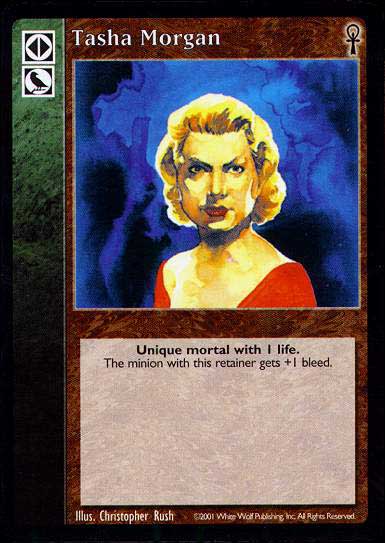 Tasha Morgan
Unique mortal with 1 life.
The minion with this retainer gets +1 bleed.
Illus. Christopher Rush
©2001 White Wolf Publishing, Inc. All Rights Reserved.